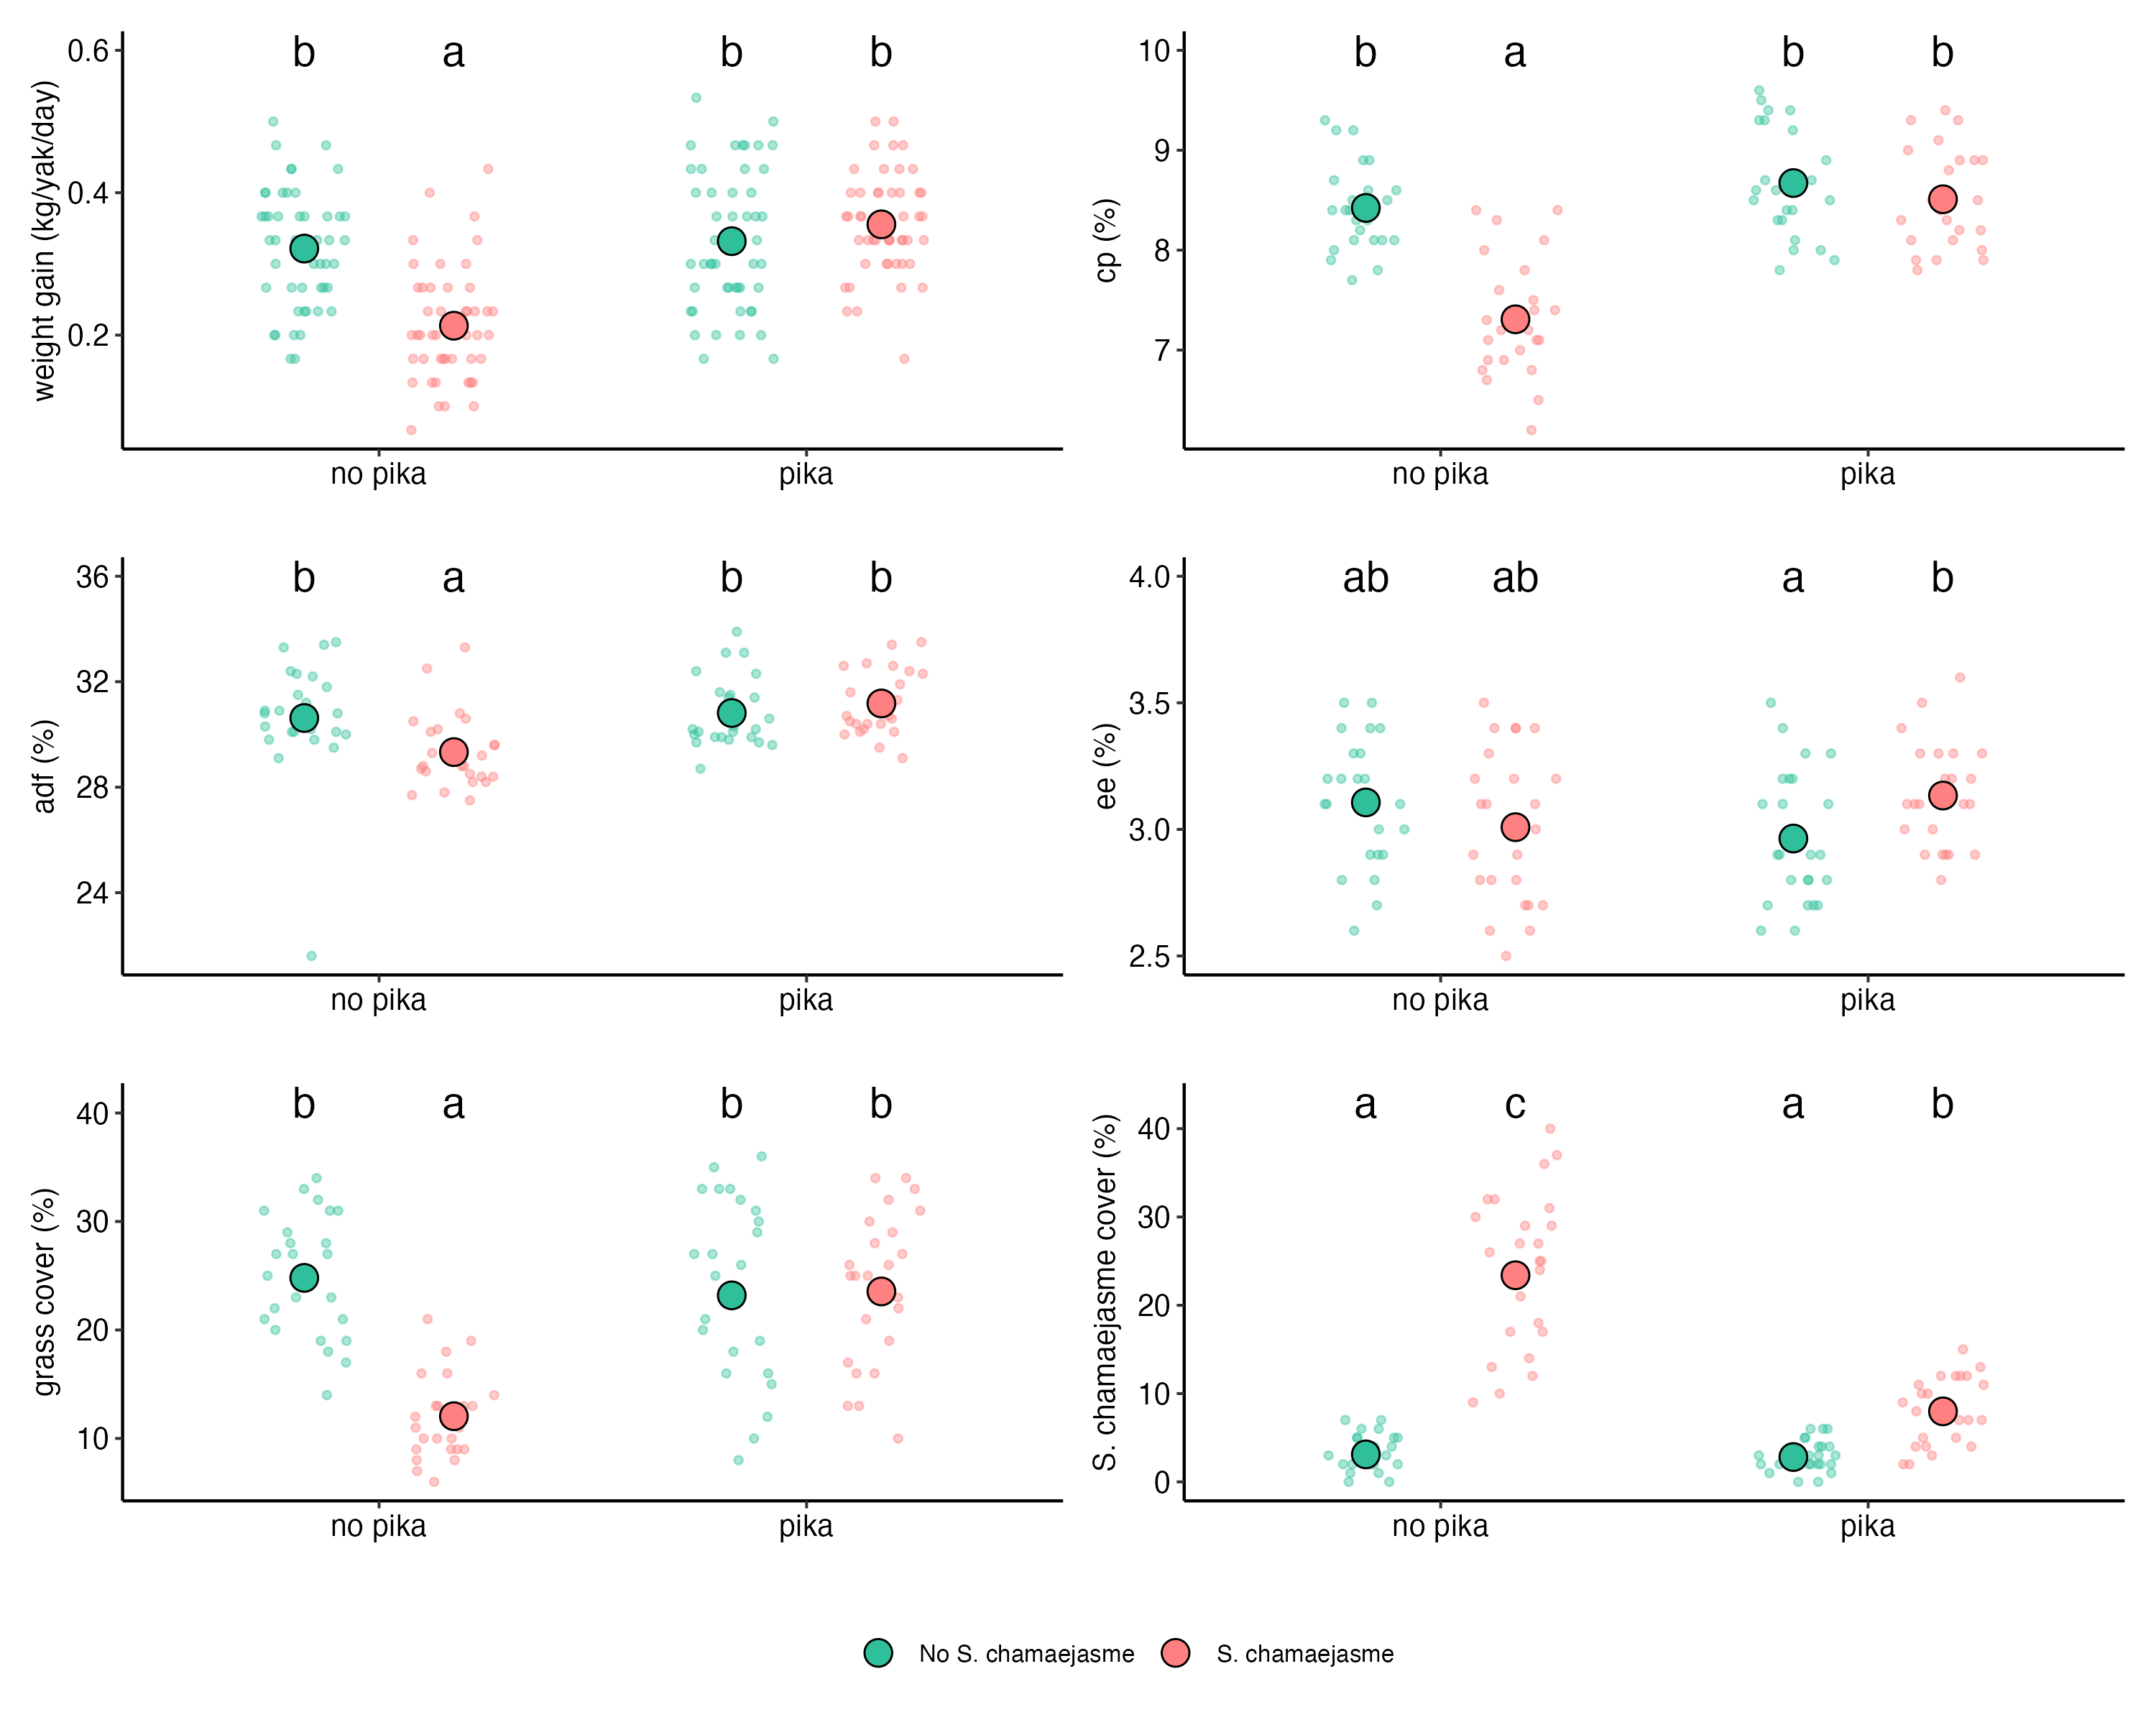 weight gain (kg/yak/day)
0.6
0.4
0.2
b a b b
no pika pika
cp (%)
10
9
8
7
b a b b
no pika pika
adf (%)
36
32
28
24
b a b b
no pika pika
ee (%)
4.0
3.5
3.0
2.5
ab ab a b
no pika pika
grass cover (%)
40
30
20
10
b a b b
no pika pika
S. chamaejasme cover (%)
40
30
20
10
0
a c a b
no pika pika
No S. chamaejasme S. chamaejasme